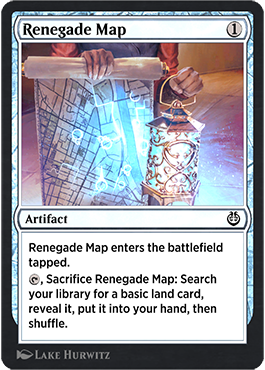 Renegade Map 1
Artifact
Renegade Map enters the battlefield
tapped.
, Sacrifice Renegade Map: Search
your library for a basic land card,
reveal it, put it into your hand, then
shuffle.
LAKE HURWITZ